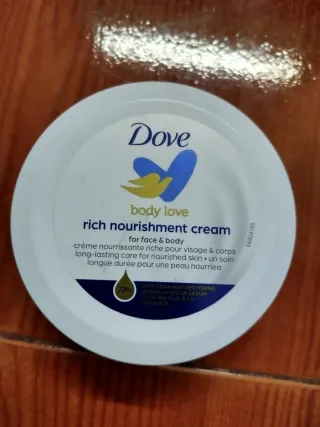 Dove
body love
rich nourishment cream
for face & body
crème nourrissante riche pour visage & corps
long-lasting care for nourished skin • un soin
longue durée pour une peau nourriea